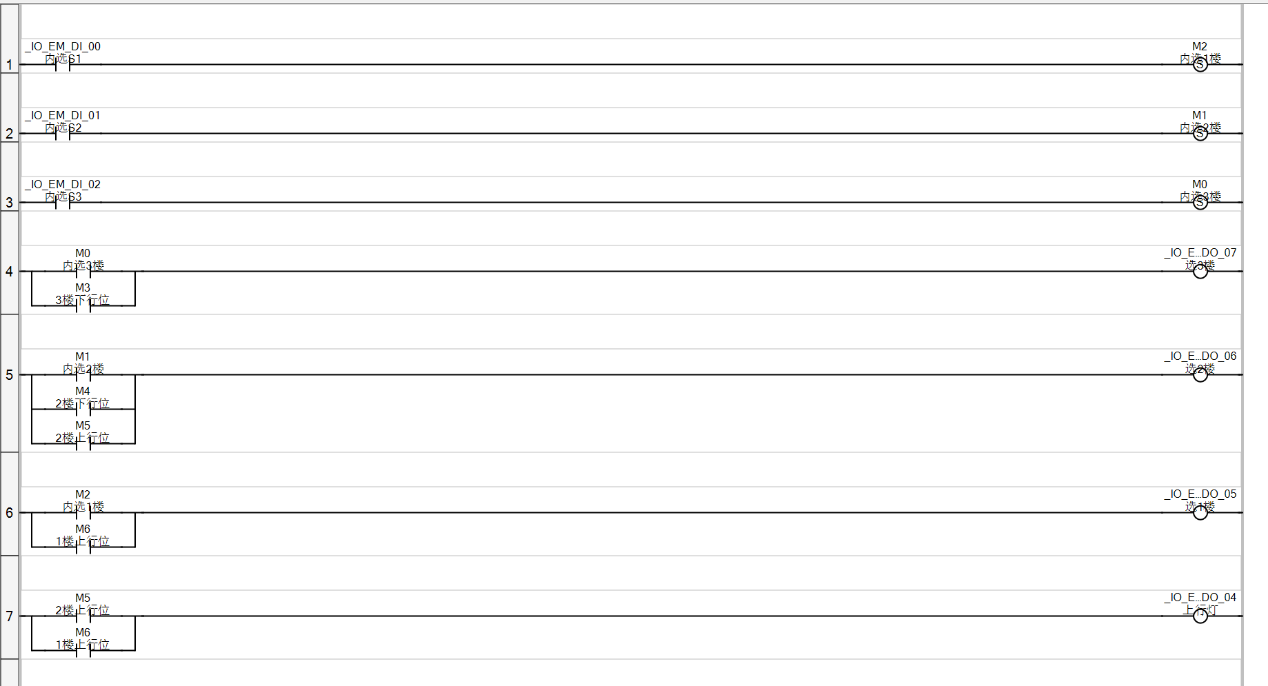 _IO_EM_DI_00
内选S1
M2
内选1楼
S
1
_IO_EM_DI_01
内选S2
M1
内选2楼
S
2
_IO_EM_DI_02
内选S3
M0
内选3楼
S
3
M0
内选3楼
_IO_E...DO_07
选3楼
4
M3
3楼下行位
M1
内选2楼
_IO_E...DO_06
选2楼
5
M4
2楼下行位
M5
2楼上行位
M2
内选1楼
_IO_E...DO_05
选1楼
6
M6
1楼上行位
M5
2楼上行位
_IO_E...DO_04
上行灯
7
M6
1楼上行位